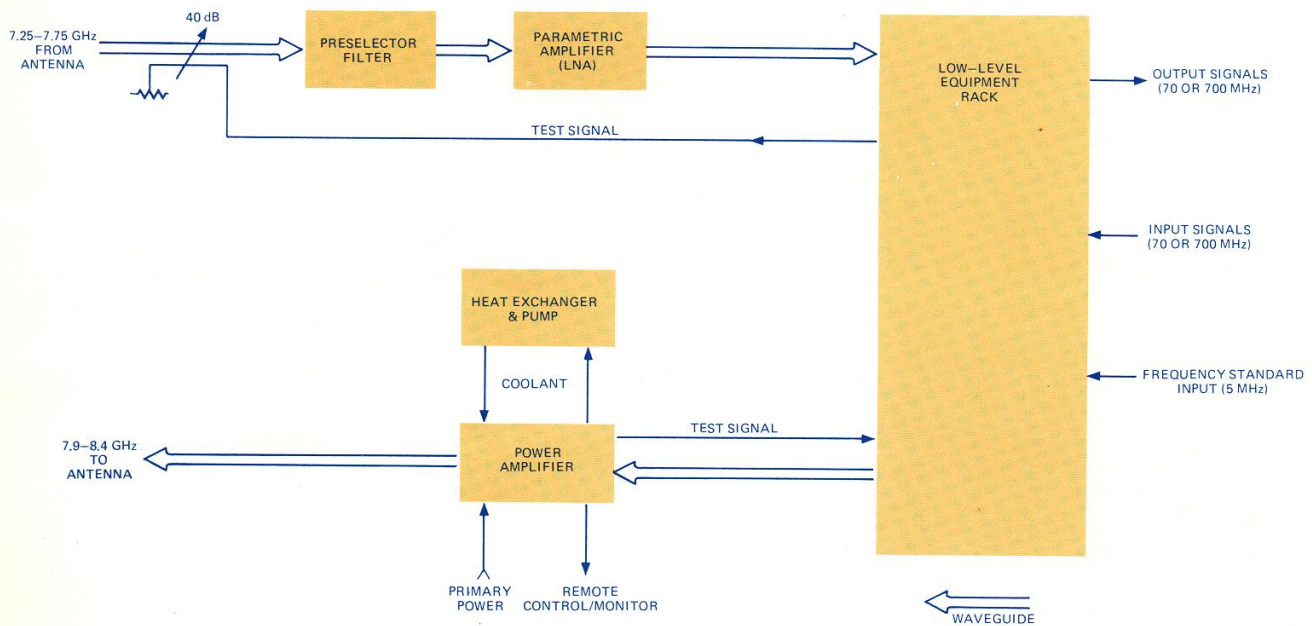 40 dB
7.25–7.75 GHz
FROM
ANTENNA
PRESELECTOR
FILTER
PARAMETRIC
AMPLIFIER
(LNA)
LOW–LEVEL
EQUIPMENT
RACK
OUTPUT SIGNALS
(70 OR 700 MHz)
TEST SIGNAL
INPUT SIGNALS
(70 OR 700 MHz)
HEAT EXCHANGER
& PUMP
COOLANT
FREQUENCY STANDARD
INPUT (5 MHz)
7.9–8.4 GHz
TO
ANTENNA
POWER
AMPLIFIER
TEST SIGNAL
PRIMARY
POWER
REMOTE
CONTROL/MONITOR
WAVEGUIDE